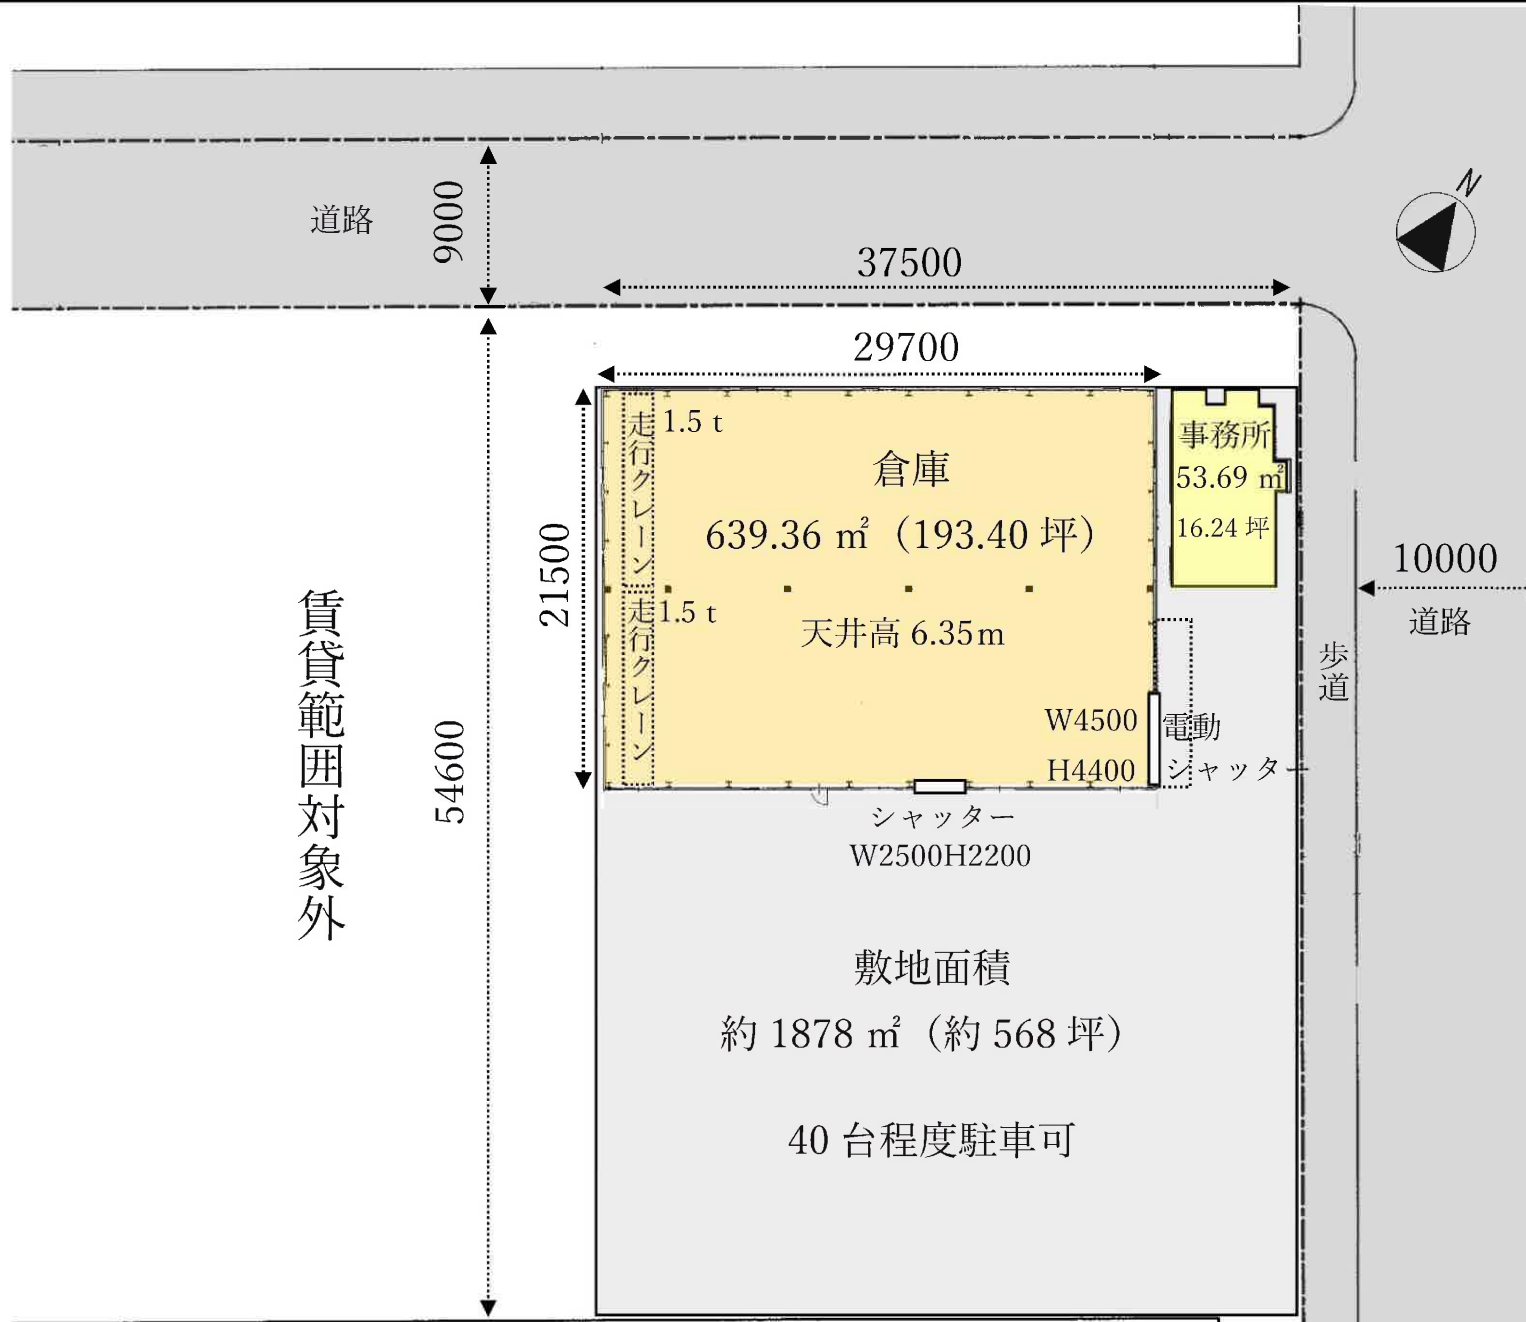 N
道路
9000
37500
29700
走行クレーン
1.5 t
倉庫
639.36 ㎡（193.40 坪）
事務所
53.69 ㎡
16.24 坪
21500
走行クレーン
1.5 t
天井高 6.35m
10000
道路
歩道
賃貸範囲対象外
54600
W4500
H4400
電動
シャッター
シャッター
W2500H2200
敷地面積
約 1878 ㎡（約 568 坪）
40 台程度駐車可